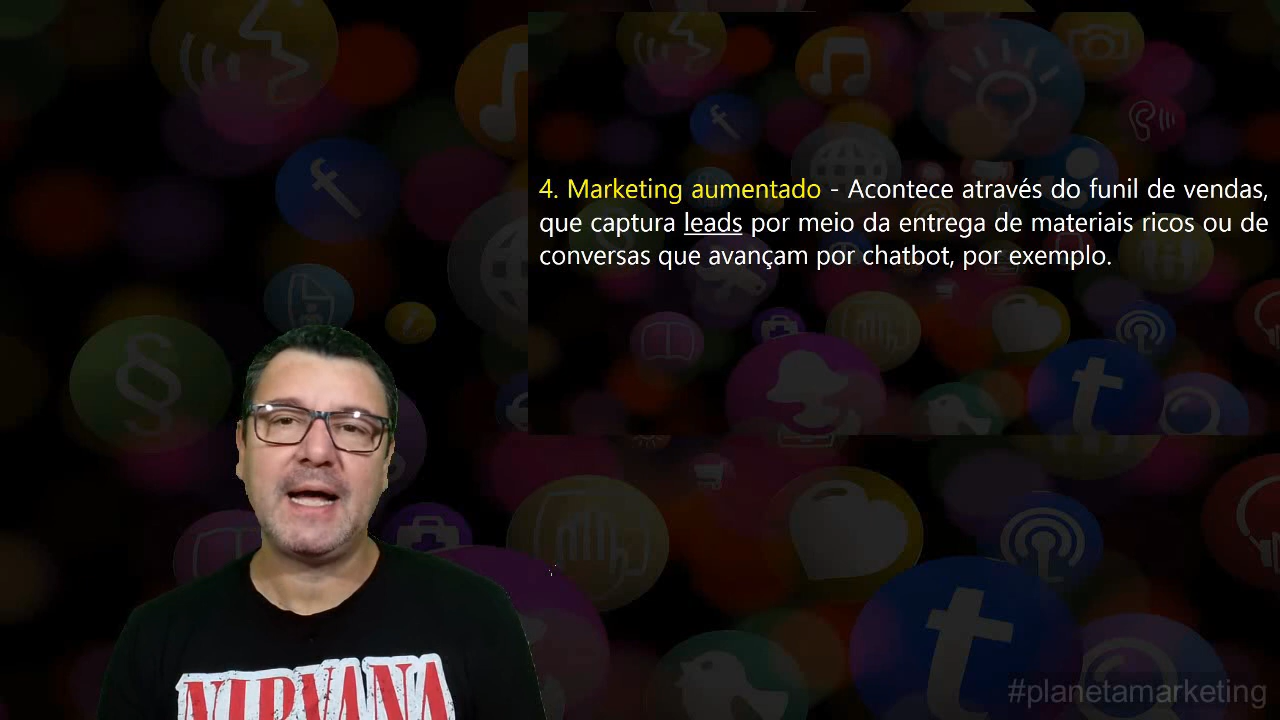 4. Marketing aumentado - Acontece através do funil de vendas,
que captura leads por meio da entrega de materiais ricos ou de
conversas que avançam por chatbot, por exemplo.
NIRVANA
#planetamarketing